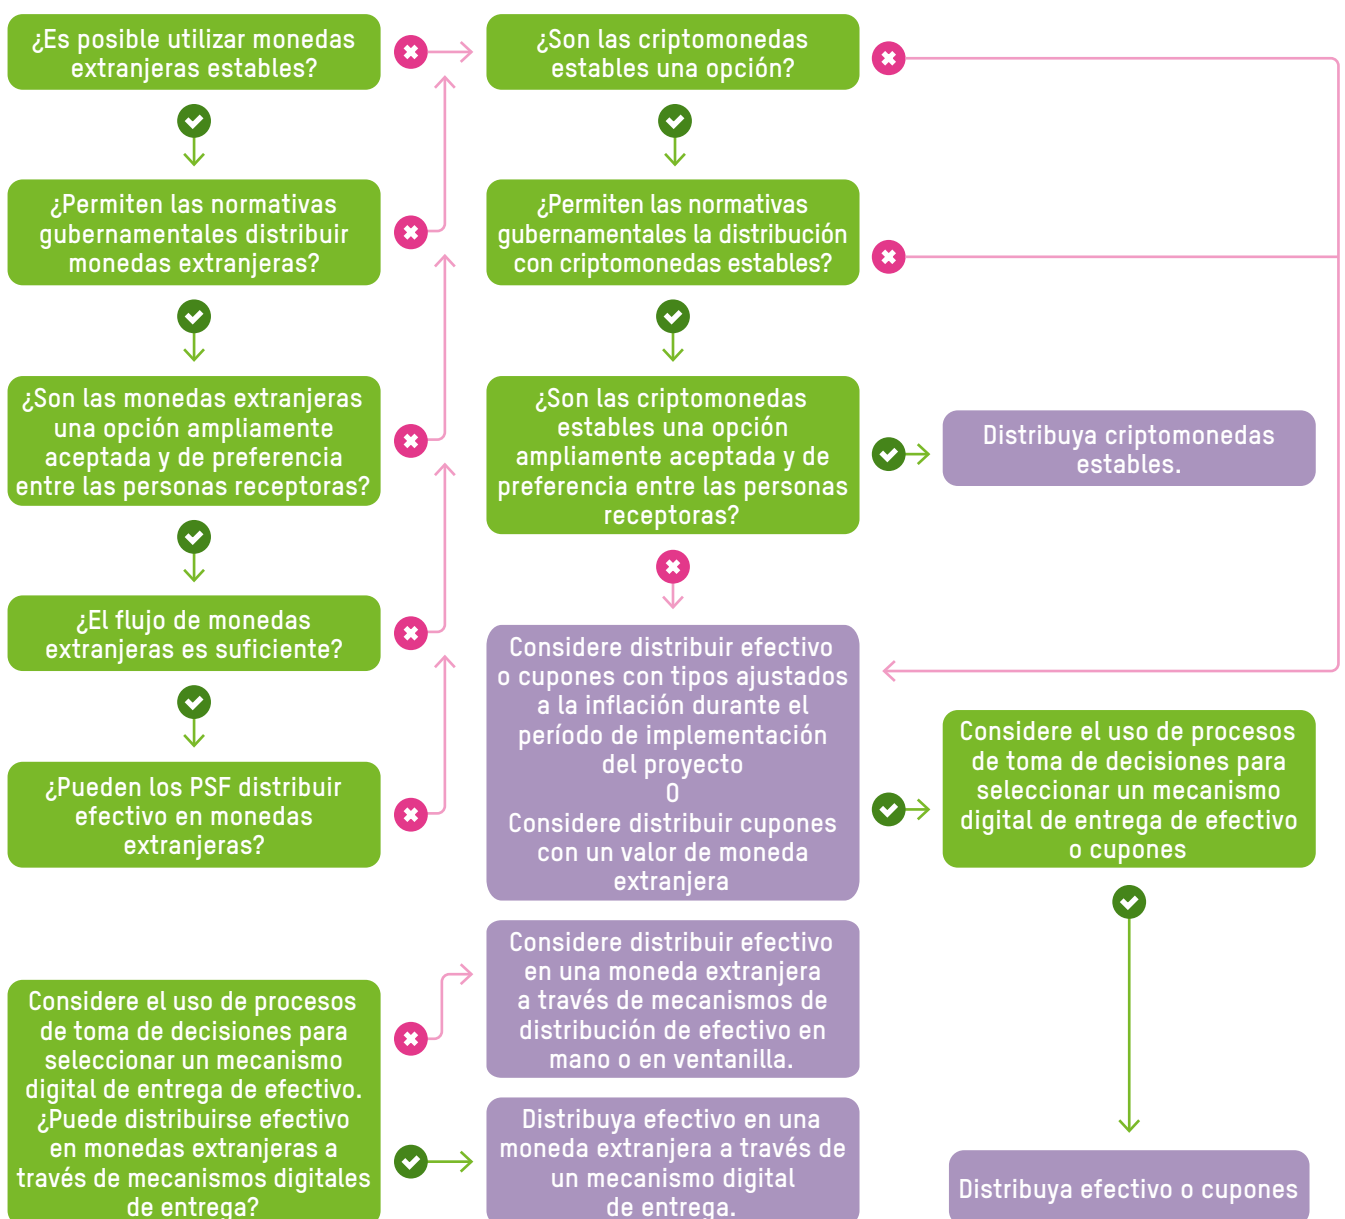 ¿Es posible utilizar monedas
extranjeras estables?
¿Permiten las normativas
gubernamentales distribuir
monedas extranjeras?
¿Son las monedas extranjeras
una opción ampliamente
aceptada y de preferencia
entre las personas receptoras?
¿El flujo de monedas
extranjeras es suficiente?
¿Pueden los PSF distribuir
efectivo en monedas
extranjeras?
Considere el uso de procesos
de toma de decisiones para
seleccionar un mecanismo
digital de entrega de efectivo.
¿Puede distribuirse efectivo
en monedas extranjeras a
través de mecanismos digitales
de entrega?
¿Son las criptomonedas
estables una opción?
¿Permiten las normativas
gubernamentales la distribución
con criptomonedas estables?
¿Son las criptomonedas
estables una opción
ampliamente aceptada y de
preferencia entre las personas
receptoras?
Considere distribuir efectivo
o cupones con tipos ajustados
a la inflación durante el
período de implementación
del proyecto
O
Considere distribuir cupones
con un valor de moneda
extranjera
Considere distribuir efectivo
en una moneda extranjera
a través de mecanismos de
distribución de efectivo en
mano o en ventanilla.
Distribuya efectivo en una
moneda extranjera a través de
un mecanismo digital
de entrega.
Distribuya criptomonedas
estables.
Considere el uso de procesos
de toma de decisiones para
seleccionar un mecanismo
digital de entrega de efectivo
o cupones
Distribuya efectivo o cupones